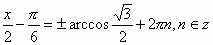 x/2 − π/6 = ± arccos √3/2 + 2πn, n ∈ z